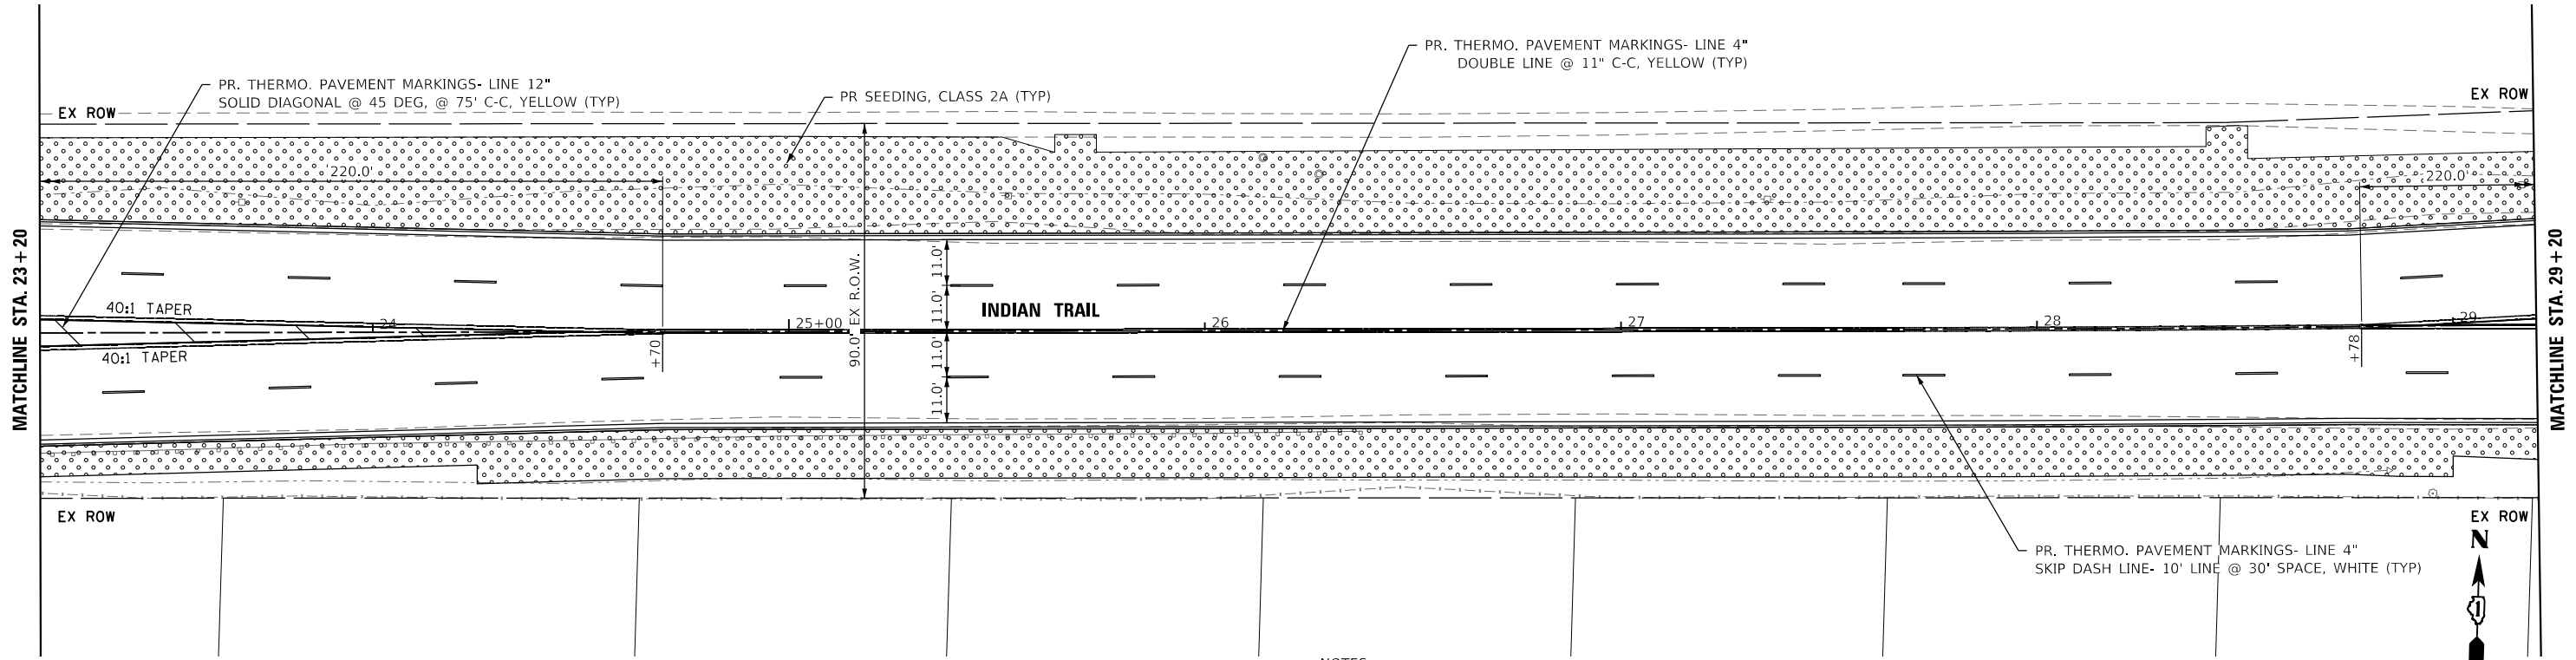 PR. THERMO. PAVEMENT MARKINGS- LINE 4"
DOUBLE LINE @ 11" C-C, YELLOW (TYP)
PR. THERMO. PAVEMENT MARKINGS- LINE 12"
SOLID DIAGONAL @ 45 DEG, @ 75' C-C, YELLOW (TYP)
PR SEEDING, CLASS 2A (TYP)
EX ROW
EX ROW
220.0'
220.0'
MATCHLINE STA. 23+20
MATCHLINE STA. 29+20
40:1 TAPER
40:1 TAPER
24
25+00
26
27
28
29
INDIAN TRAIL
90.0' EX R.O.W.
11.0'
11.0'
11.0'
11.0'
+70
+78
EX ROW
EX ROW
N
1
PR. THERMO. PAVEMENT MARKINGS- LINE 4"
SKIP DASH LINE- 10' LINE @ 30' SPACE, WHITE (TYP)